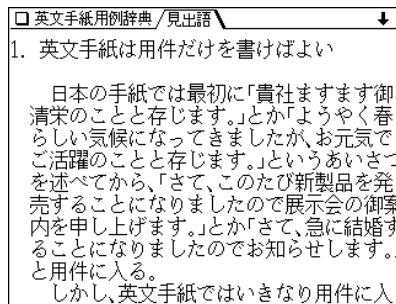 英文手紙用例辞典/見出語
1. 英文手紙は用件だけを書けばよい
日本の手紙では最初に「貴社ますます御
清栄のことと存じます。」とか「ようやく春
らしい気候になってきましたが、お元気で
ご活躍のことと存じます。」というあいさつ
を述べてから、「さて、このたび新製品を発
売することになりましたので展示会の御案
内を申し上げます。」とか「さて、急に結婚す
ることになりましたのでお知らせします。」
と用件に入る。
しかし、英文手紙ではいきなり用件に入